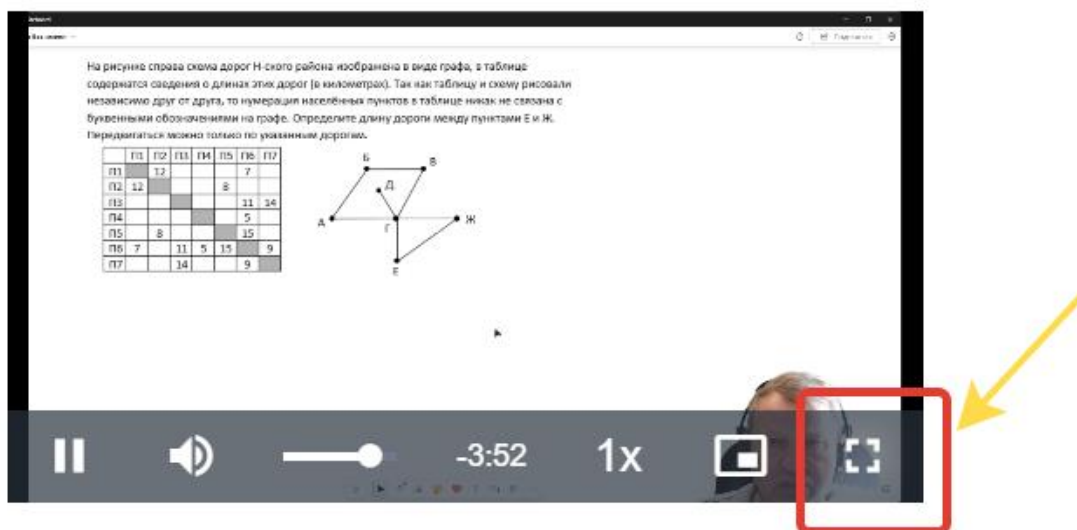 Поделиться
На рисунке справа схема дорог Н-ского района изображена в виде графа, в таблице
содержатся сведения о длинах этих дорог (в километрах). Так как таблицу и схему рисовали
независимо друг от друга, то нумерация населённых пунктов в таблице никак не связана с
буквенными обозначениями на графе. Определите длину дороги между пунктами Е и Ж.
Передвигаться можно только по указанным дорогам.
П1 П2 П3 П4 П5 П6 П7
П1 12 7
П2 12 8
П3 11 14
П4 5
П5 8 15
П6 7 11 5 15 9
П7 14 9
Б
В
Д
А
Г
Ж
Е
-3:52
1x